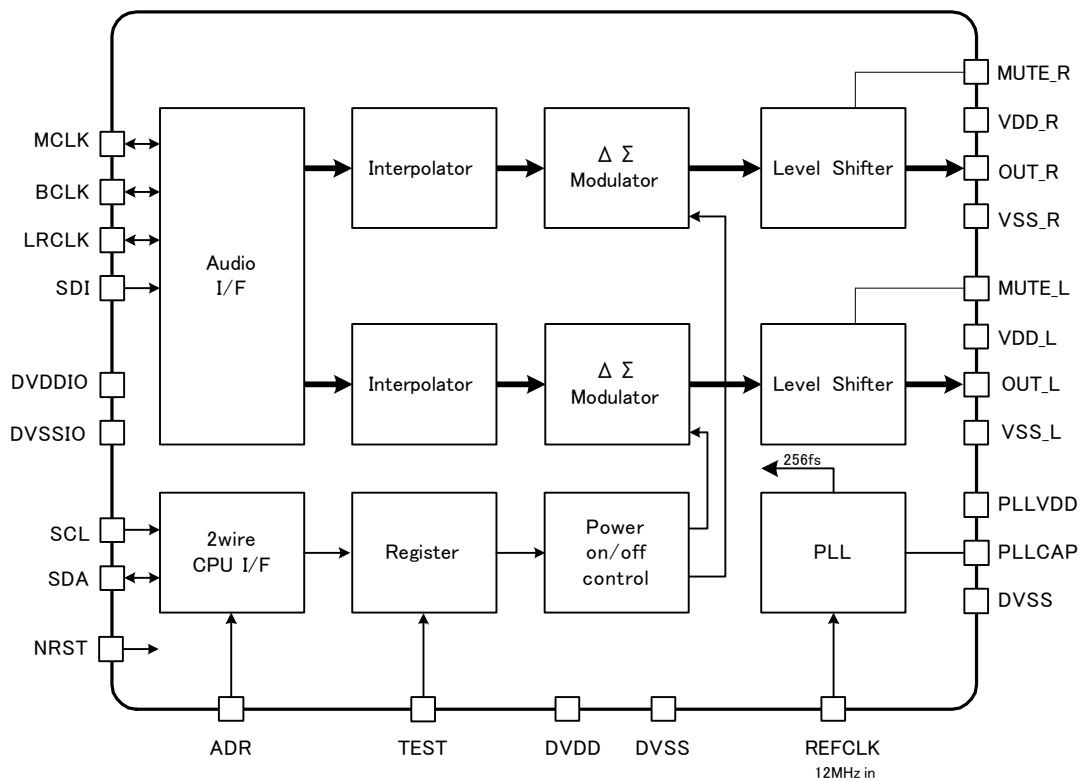 MUTE_R
VDD_R
OUT_R
VSS_R
MUTE_L
VDD_L
OUT_L
VSS_L
PLLVDD
PLLCAP
DVSS
MCLK
BCLK
LRCLK
SDI
DVDDIO
DVSSIO
SCL
SDA
NRST
Audio
I/F
Interpolator
Δ Σ
Modulator
Level Shifter
Interpolator
Δ Σ
Modulator
Level Shifter
256fs
2wire
CPU I/F
Register
Power
on/off
control
PLL
ADR
TEST
DVDD
DVSS
REFCLK
12MHz in